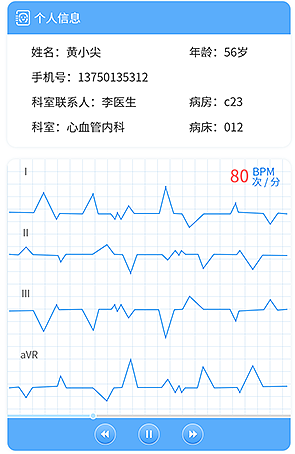 个人信息
姓名：黄小尖 年龄：56岁
手机号：13750135312
科室联系人：李医生 病房：c23
科室：心血管内科 病床：012
I
80 BPM
次 / 分
II
III
aVR